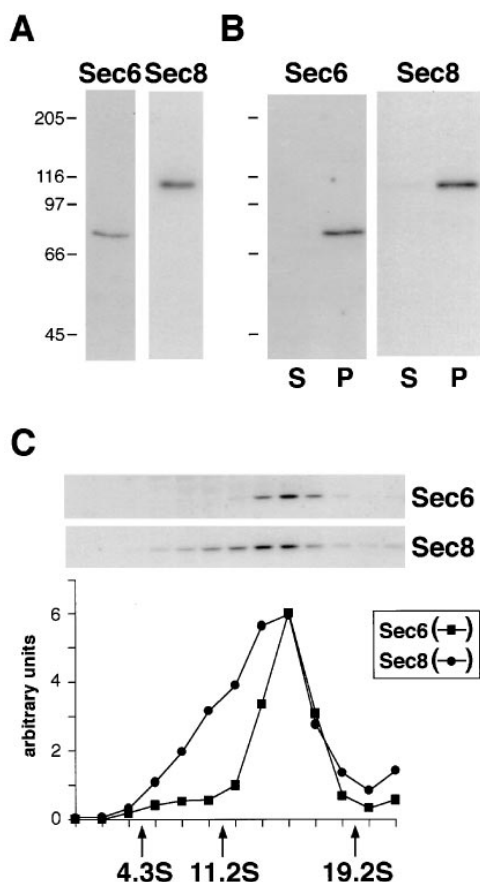 A
B
Sec6 Sec8
Sec6
Sec8
205–
116–
97–
66–
45–
S
P
S
P
C
Sec6
Sec8
6
4
2
0
arbitrary units
Sec6(-■-)
Sec8(-●-)
4.3S
11.2S
19.2S